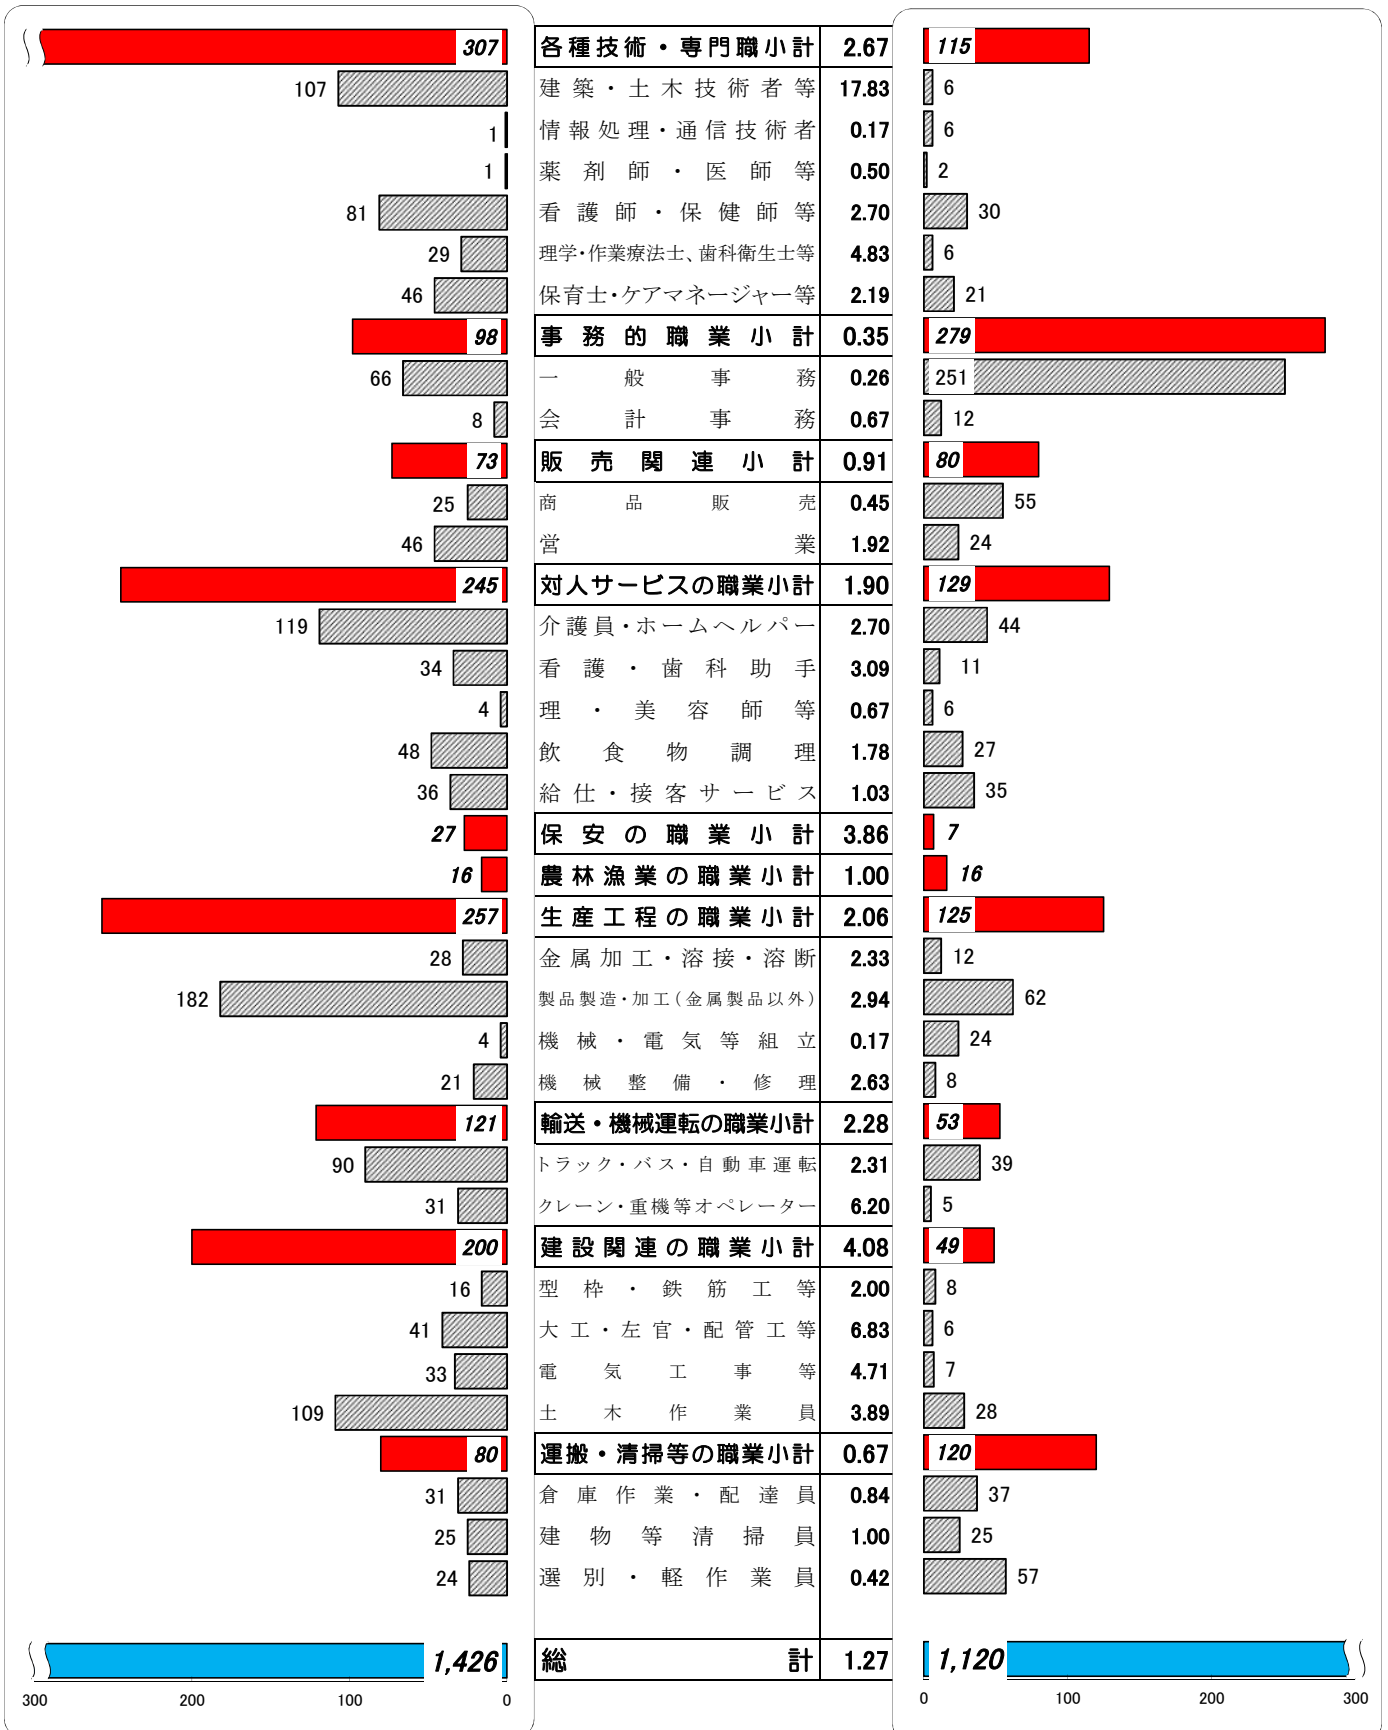 307 各種技術・専門職小計 2.67 115
107 建築・土木技術者等 17.83 6
1 情報処理・通信技術者 0.17 6
1 薬剤師・医師等 0.50 2
81 看護師・保健師等 2.70 30
29 理学・作業療法士、歯科衛生士等 4.83 6
46 保育士・ケアマネージャー等 2.19 21
98 事務的職業小計 0.35 279
66 一般事務 0.26 251
8 会計事務 0.67 12
73 販売関連小計 0.91 80
25 商品販売 0.45 55
46 営業 1.92 24
245 対人サービスの職業小計 1.90 129
119 介護員・ホームヘルパー 2.70 44
34 看護・歯科助手 3.09 11
4 理・美容師等 0.67 6
48 飲食物調理 1.78 27
36 給仕・接客サービス 1.03 35
27 保安の職業小計 3.86 7
16 農林漁業の職業小計 1.00 16
257 生産工程の職業小計 2.06 125
28 金属加工・溶接・溶断 2.33 12
182 製品製造・加工(金属製品以外) 2.94 62
4 機械・電気等組立 0.17 24
21 機械整備・修理 2.63 8
121 輸送・機械運転の職業小計 2.28 53
90 トラック・バス・自動車運転 2.31 39
31 クレーン・重機等オペレーター 6.20 5
200 建設関連の職業小計 4.08 49
16 型枠・鉄筋工等 2.00 8
41 大工・左官・配管工等 6.83 6
33 電気工事等 4.71 7
109 土木作業員 3.89 28
80 運搬・清掃等の職業小計 0.67 120
31 倉庫作業・配達員 0.84 37
25 建物等清掃員 1.00 25
24 選別・軽作業員 0.42 57
1,426 総計 1.27 1,120
300 200 100 0 0 100 200 300